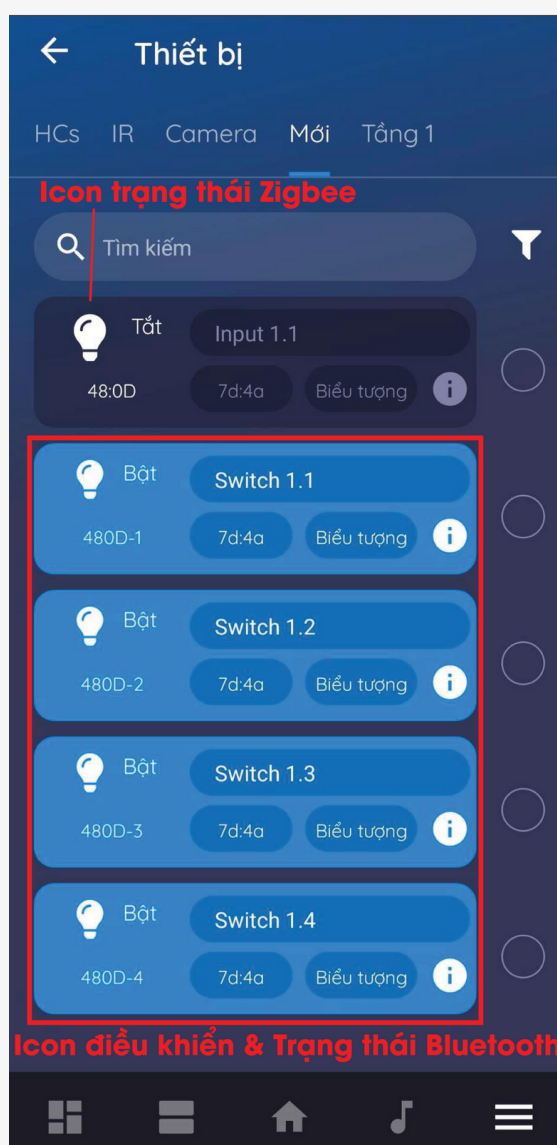 Thiết bị
HCs IR Camera Mới Tầng 1
Icon trạng thái Zigbee
Tìm kiếm
Tắt Input 1.1
48:0D 7d:4a Biểu tượng i
Bật Switch 1.1
480D-1 7d:4a Biểu tượng i
Bật Switch 1.2
480D-2 7d:4a Biểu tượng i
Bật Switch 1.3
480D-3 7d:4a Biểu tượng i
Bật Switch 1.4
480D-4 7d:4a Biểu tượng i
Icon điều khiển & Trạng thái Bluetooth